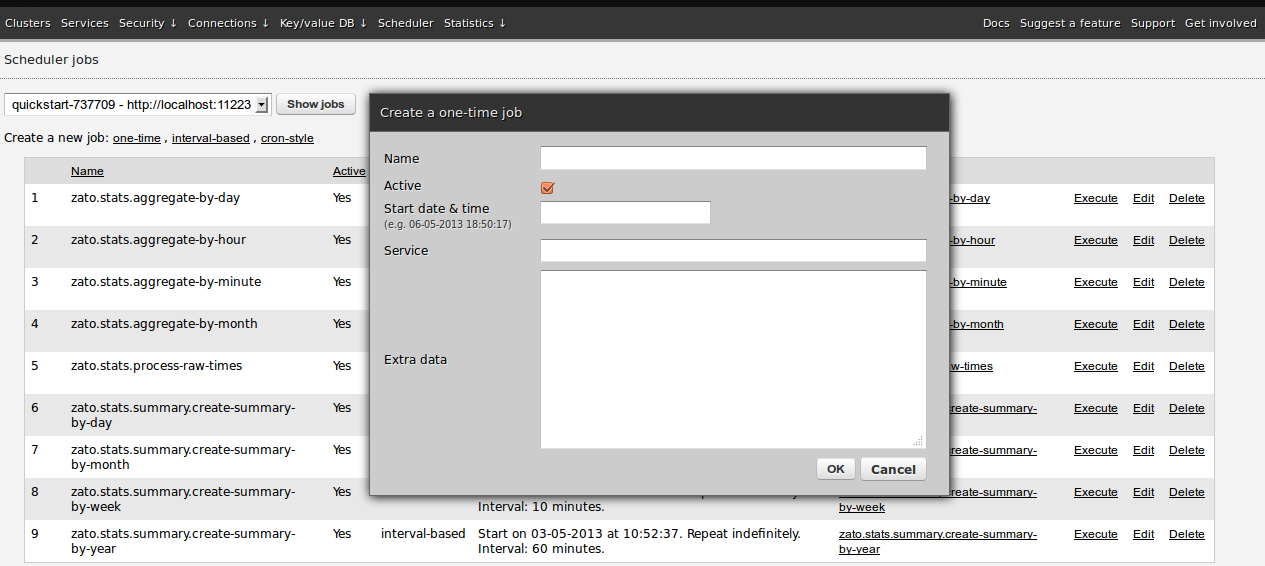 Clusters Services Security ↓ Connections ↓ Key/value DB ↓ Scheduler Statistics ↓ Docs Suggest a feature Support Get involved
Scheduler jobs
quickstart-737709 - http://localhost:11223 Show jobs
Create a new job: one-time , interval-based , cron-style
Create a one-time job
Name
Active
Start date & time
(e.g. 06-05-2013 18:50:17)
Service
Extra data
OK Cancel
Name Active
1 zato.stats.aggregate-by-day Yes -by-day Execute Edit Delete
2 zato.stats.aggregate-by-hour Yes -by-hour Execute Edit Delete
3 zato.stats.aggregate-by-minute Yes -by-minute Execute Edit Delete
4 zato.stats.aggregate-by-month Yes -by-month Execute Edit Delete
5 zato.stats.process-raw-times Yes w-times Execute Edit Delete
6 zato.stats.summary.create-summary- Yes create-summary- Execute Edit Delete
by-day
7 zato.stats.summary.create-summary- Yes create-summary- Execute Edit Delete
by-month
8 zato.stats.summary.create-summary- Yes create-summary- Execute Edit Delete
by-week Interval: 10 minutes. by-week
9 zato.stats.summary.create-summary- Yes interval-based Start on 03-05-2013 at 10:52:37. Repeat indefinitely. zato.stats.summary.create-summary- Execute Edit Delete
by-year Interval: 60 minutes. by-year